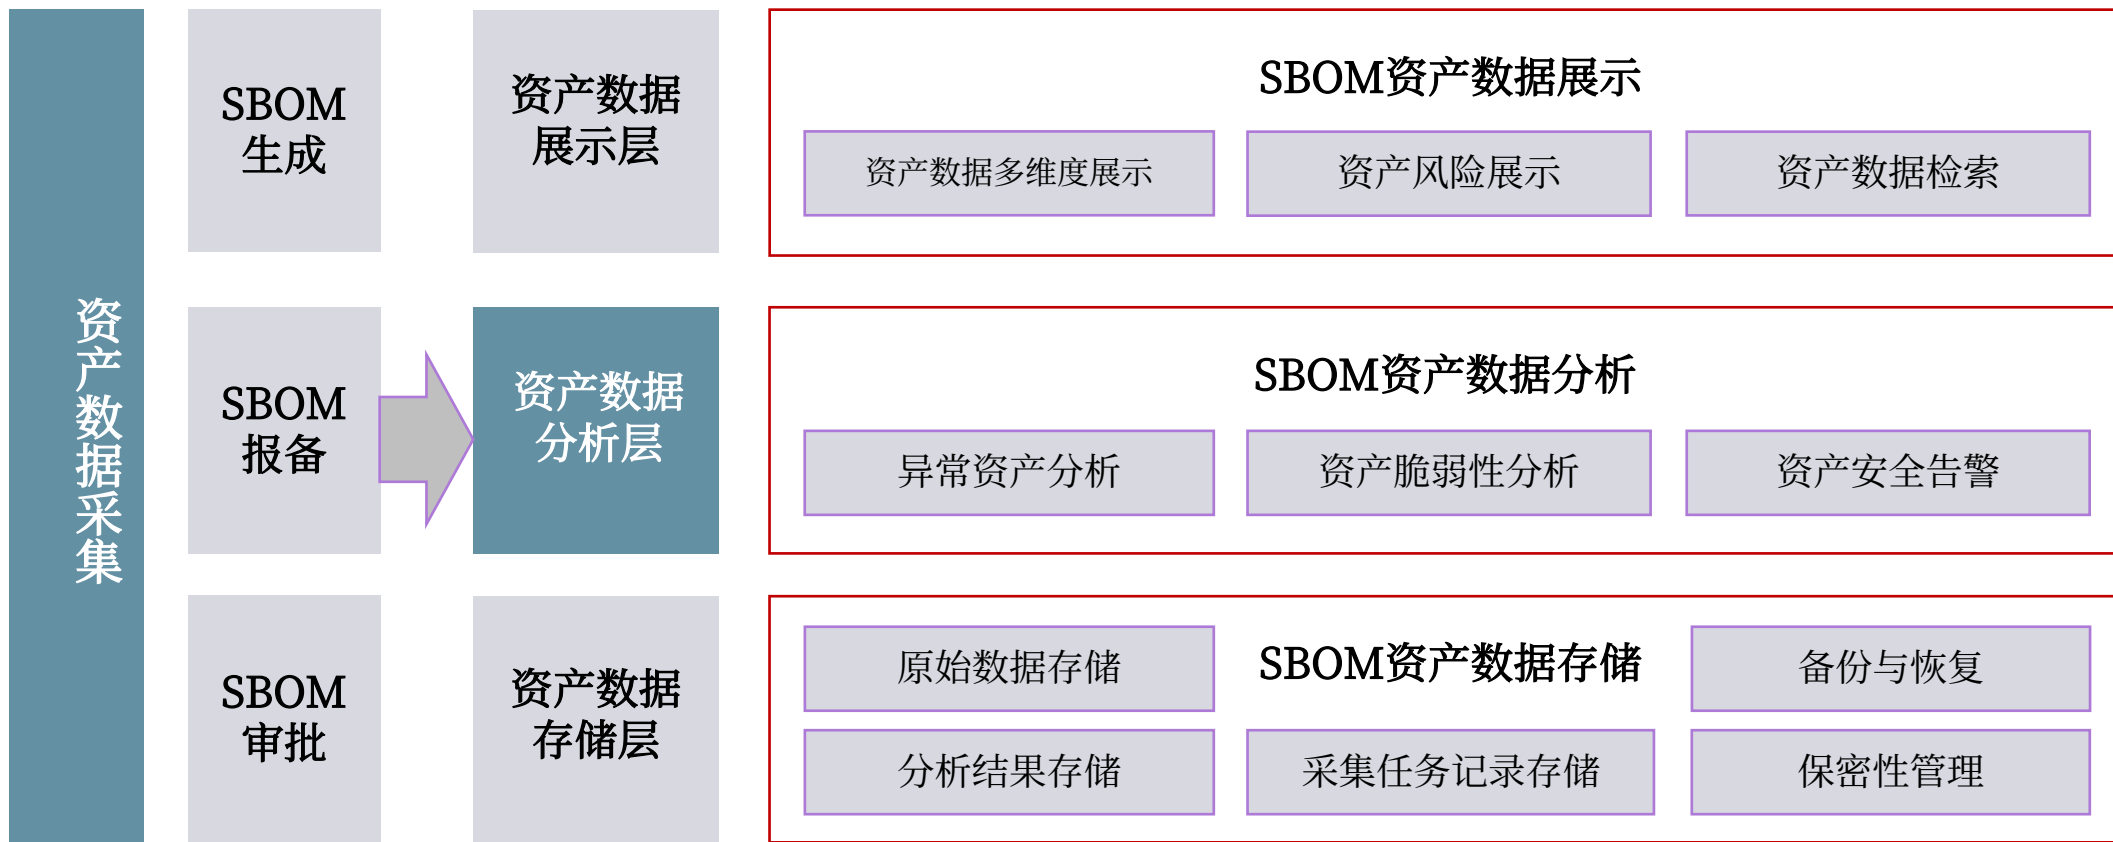 资产数据采集
SBOM
生成
资产数据
展示层
SBOM资产数据展示
资产数据多维度展示
资产风险展示
资产数据检索
SBOM
报备
资产数据
分析层
SBOM资产数据分析
异常资产分析
资产脆弱性分析
资产安全告警
SBOM
审批
资产数据
存储层
SBOM资产数据存储
原始数据存储
备份与恢复
分析结果存储
采集任务记录存储
保密性管理